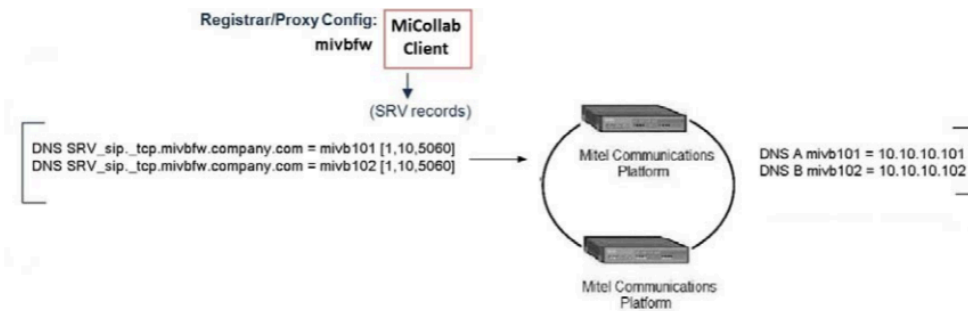 Registrar/Proxy Config:
mivbfw
MiCollab
Client
(SRV records)
DNS SRV_sip._tcp.mivbfw.company.com = mivb101 [1,10,5060]
DNS SRV_sip._tcp.mivbfw.company.com = mivb102 [1,10,5060]
Mitel Communications
Platform
DNS A mivb101 = 10.10.10.101
DNS B mivb102 = 10.10.10.102
Mitel Communications
Platform